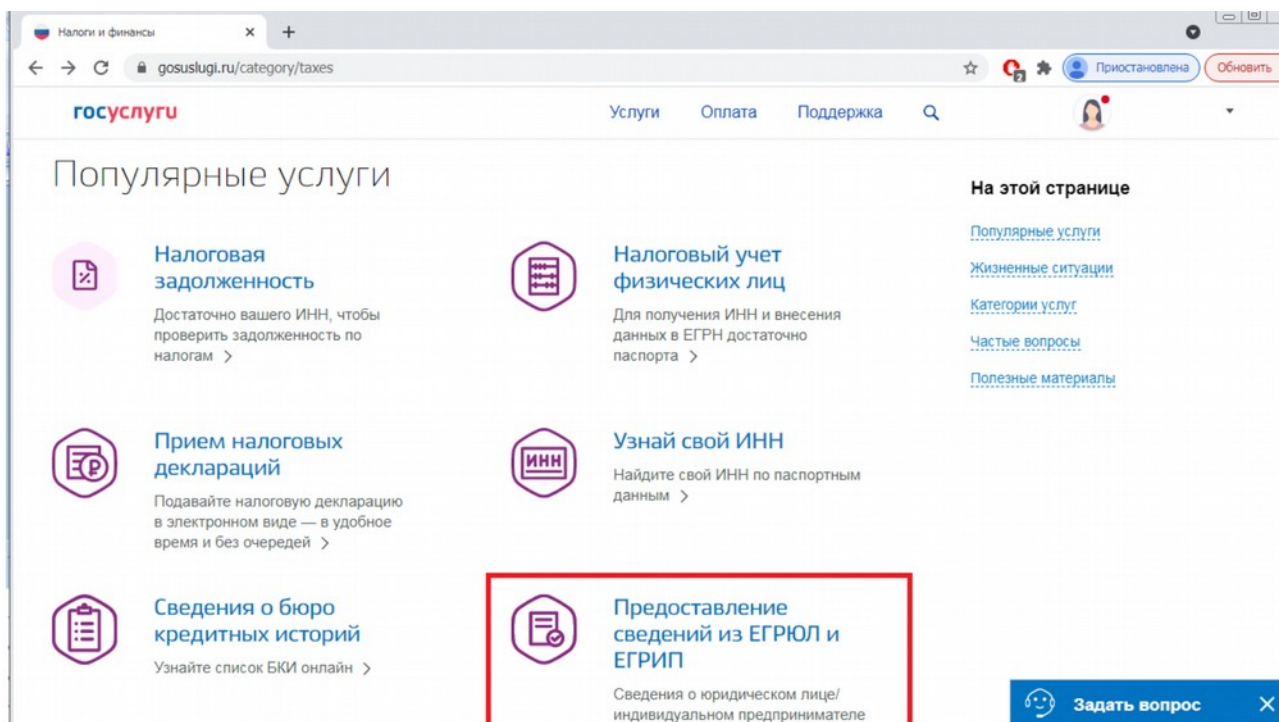 Налоги и финансы
gosuslugi.ru/category/taxes
2
Приостановлена
Обновить
госуслуги
Услуги Оплата Поддержка
Популярные услуги
Налоговая
задолженность
Достаточно вашего ИНН, чтобы
проверить задолженность по
налогам >
Налоговый учет
физических лиц
Для получения ИНН и внесения
данных в ЕГРН достаточно
паспорта >
Прием налоговых
деклараций
Подавайте налоговую декларацию
в электронном виде — в удобное
время и без очередей >
ИНН
Узнай свой ИНН
Найдите свой ИНН по паспортным
данным >
Сведения о бюро
кредитных историй
Узнайте список БКИ онлайн >
Предоставление
сведений из ЕГРЮЛ и
ЕГРИП
Сведения о юридическом лице/
индивидуальном предпринимателе
На этой странице
Популярные услуги
Жизненные ситуации
Категории услуг
Частые вопросы
Полезные материалы
Задать вопрос